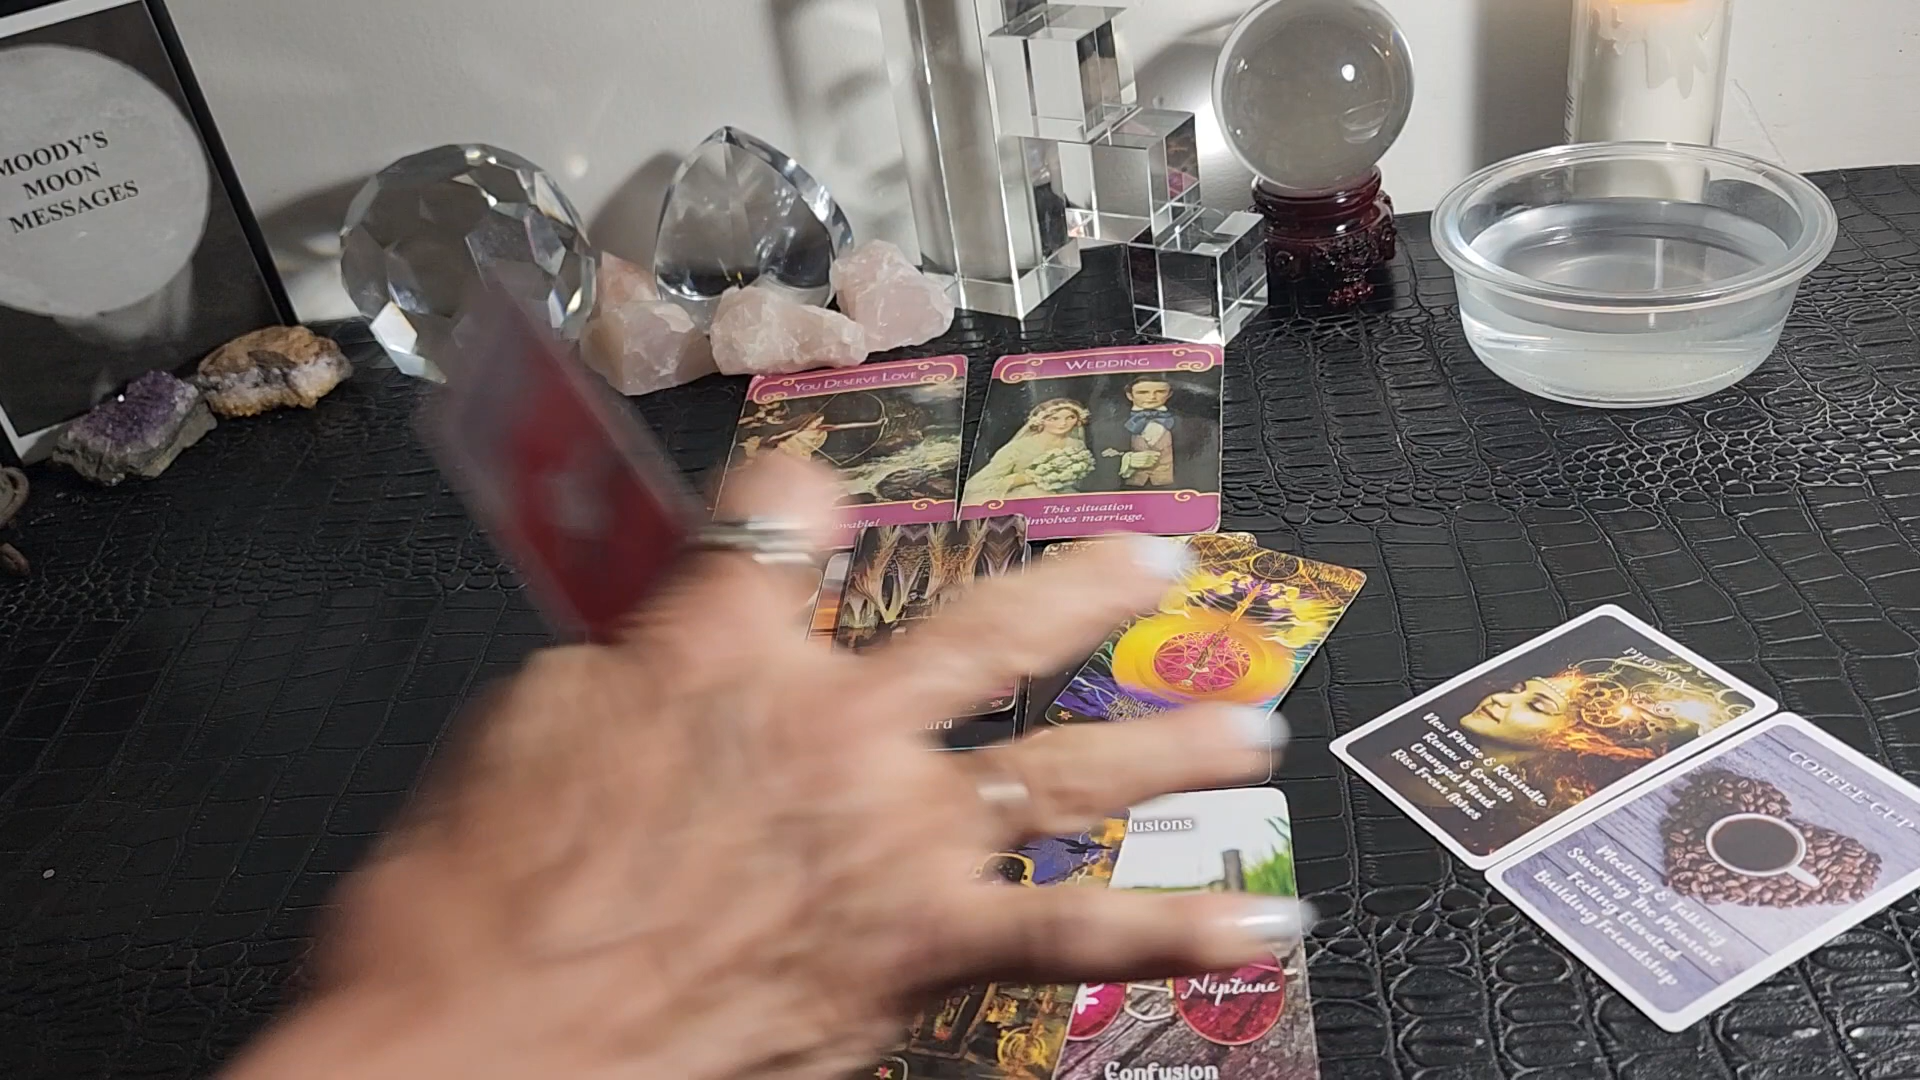 MOODY'S
MOON
MESSAGES
YOU DESERVE LOVE
WEDDING
This situation
involves marriage.
PHOENIX
New Phase & Rekindle
Renew & Growth
Changed Mind
Rise From Ashes
COFFEE CUP
Meeting & Talking
Savoring The Moment
Feeling Elevated
Building Friendship
Neptune
Confusion